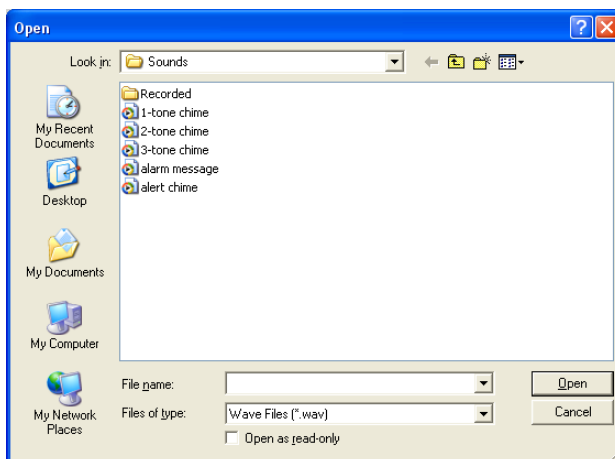 Open
Look in: Sounds
My Recent
Documents
Desktop
My Documents
My Computer
My Network
Places
Recorded
1-tone chime
2-tone chime
3-tone chime
alarm message
alert chime
File name:
Open
Files of type: Wave Files (*.wav)
Cancel
Open as read-only